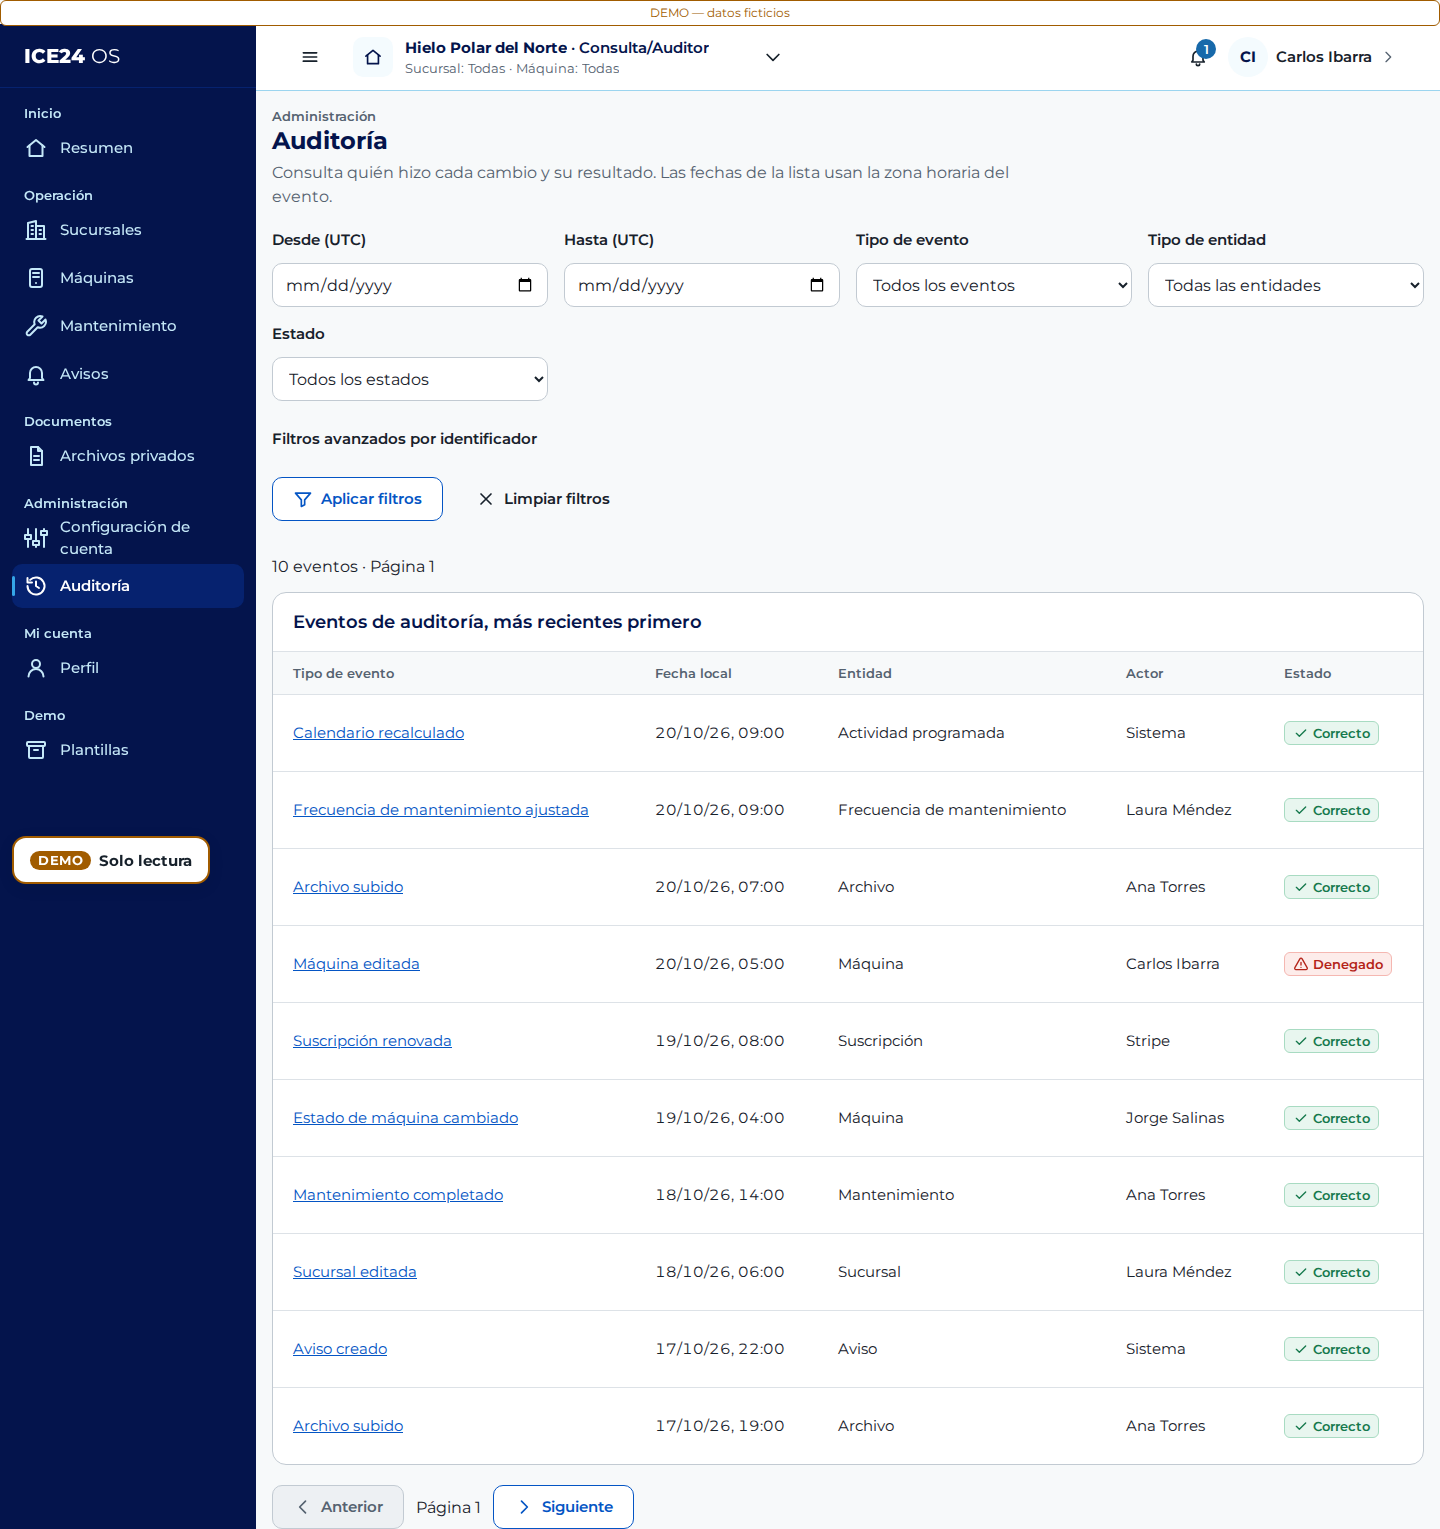 DEMO — datos ficticios
ICE24 OS
Inicio
Resumen
Operación
Sucursales
Máquinas
Mantenimiento
Avisos
Documentos
Archivos privados
Administración
Configuración de
cuenta
Auditoría
Mi cuenta
Perfil
Demo
Plantillas
DEMO Solo lectura
Hielo Polar del Norte · Consulta/Auditor
Sucursal: Todas · Máquina: Todas
1
CI Carlos Ibarra
Administración
Auditoría
Consulta quién hizo cada cambio y su resultado. Las fechas de la lista usan la zona horaria del
evento.
Desde (UTC) Hasta (UTC) Tipo de evento Tipo de entidad
mm/dd/yyyy mm/dd/yyyy Todos los eventos Todas las entidades
Estado
Todos los estados
Filtros avanzados por identificador
Aplicar filtros Limpiar filtros
10 eventos · Página 1
Eventos de auditoría, más recientes primero
Tipo de evento Fecha local Entidad Actor Estado
Calendario recalculado 20/10/26, 09:00 Actividad programada Sistema Correcto
Frecuencia de mantenimiento ajustada 20/10/26, 09:00 Frecuencia de mantenimiento Laura Méndez Correcto
Archivo subido 20/10/26, 07:00 Archivo Ana Torres Correcto
Máquina editada 20/10/26, 05:00 Máquina Carlos Ibarra Denegado
Suscripción renovada 19/10/26, 08:00 Suscripción Stripe Correcto
Estado de máquina cambiado 19/10/26, 04:00 Máquina Jorge Salinas Correcto
Mantenimiento completado 18/10/26, 14:00 Mantenimiento Ana Torres Correcto
Sucursal editada 18/10/26, 06:00 Sucursal Laura Méndez Correcto
Aviso creado 17/10/26, 22:00 Aviso Sistema Correcto
Archivo subido 17/10/26, 19:00 Archivo Ana Torres Correcto
Anterior Página 1 Siguiente